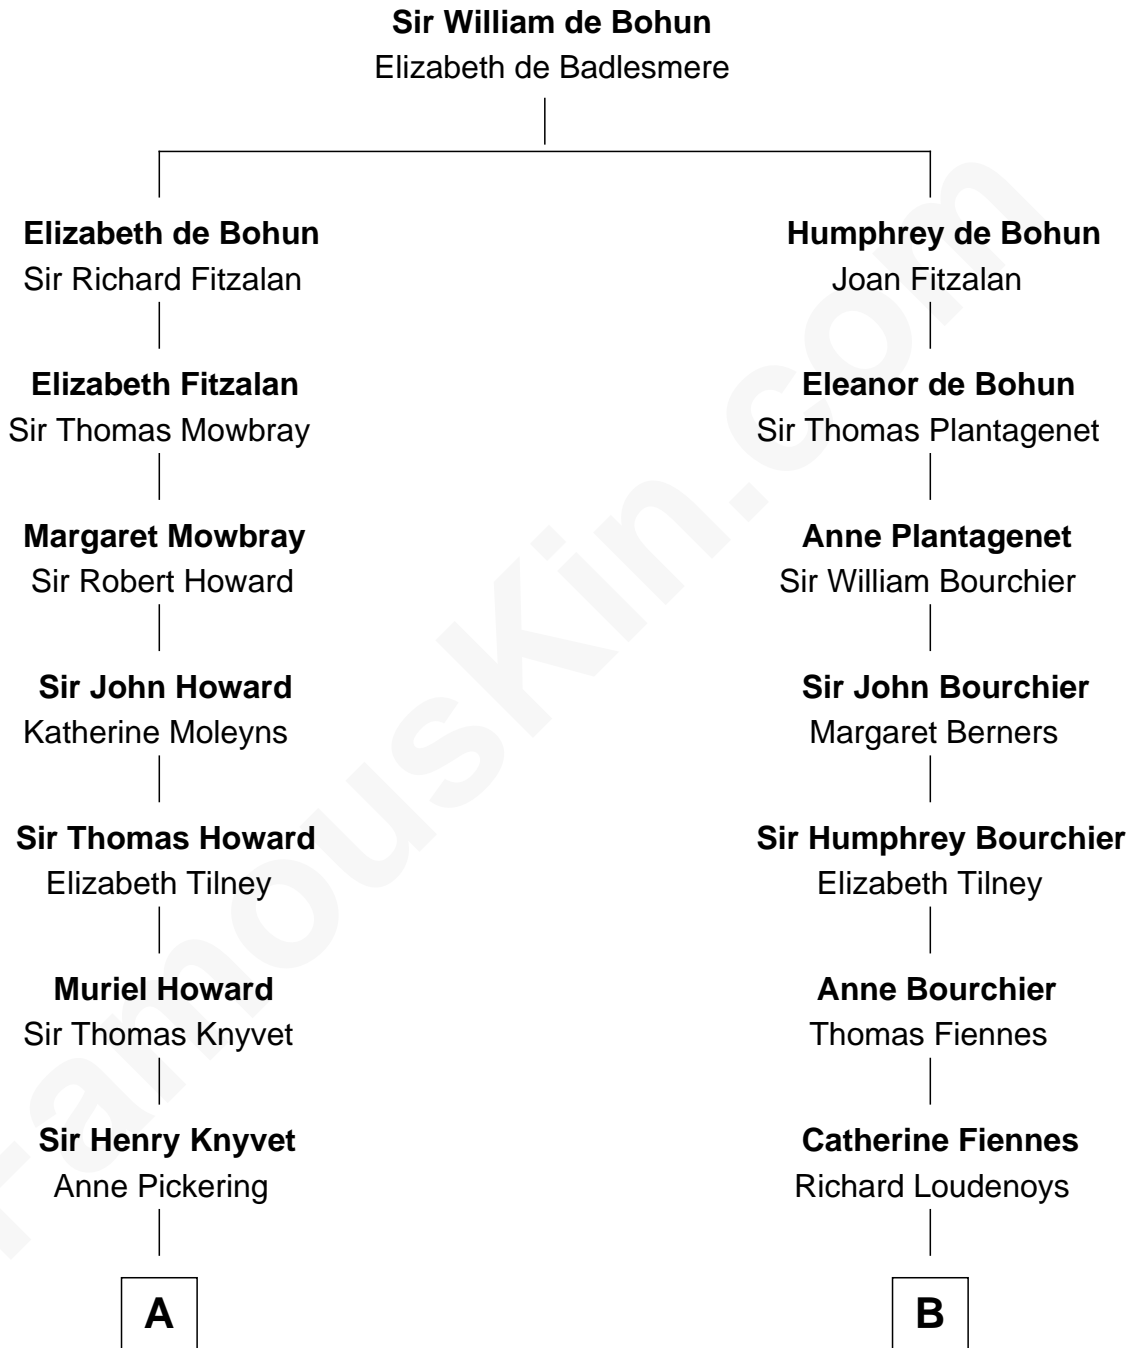 Sir William de Bohun
Elizabeth de Badlesmere
Elizabeth de Bohun
Sir Richard Fitzalan
Humphrey de Bohun
Joan Fitzalan
Elizabeth Fitzalan
Sir Thomas Mowbray
Eleanor de Bohun
Sir Thomas Plantagenet
Margaret Mowbray
Sir Robert Howard
Anne Plantagenet
Sir William Bourchier
Sir John Howard
Katherine Moleyns
Sir John Bourchier
Margaret Berners
Sir Thomas Howard
Elizabeth Tilney
Sir Humphrey Bourchier
Elizabeth Tilney
Muriel Howard
Sir Thomas Knyvet
Anne Bourchier
Thomas Fiennes
Sir Henry Knyvet
Anne Pickering
Catherine Fiennes
Richard Loudenoys
A
B
FamousKin.com